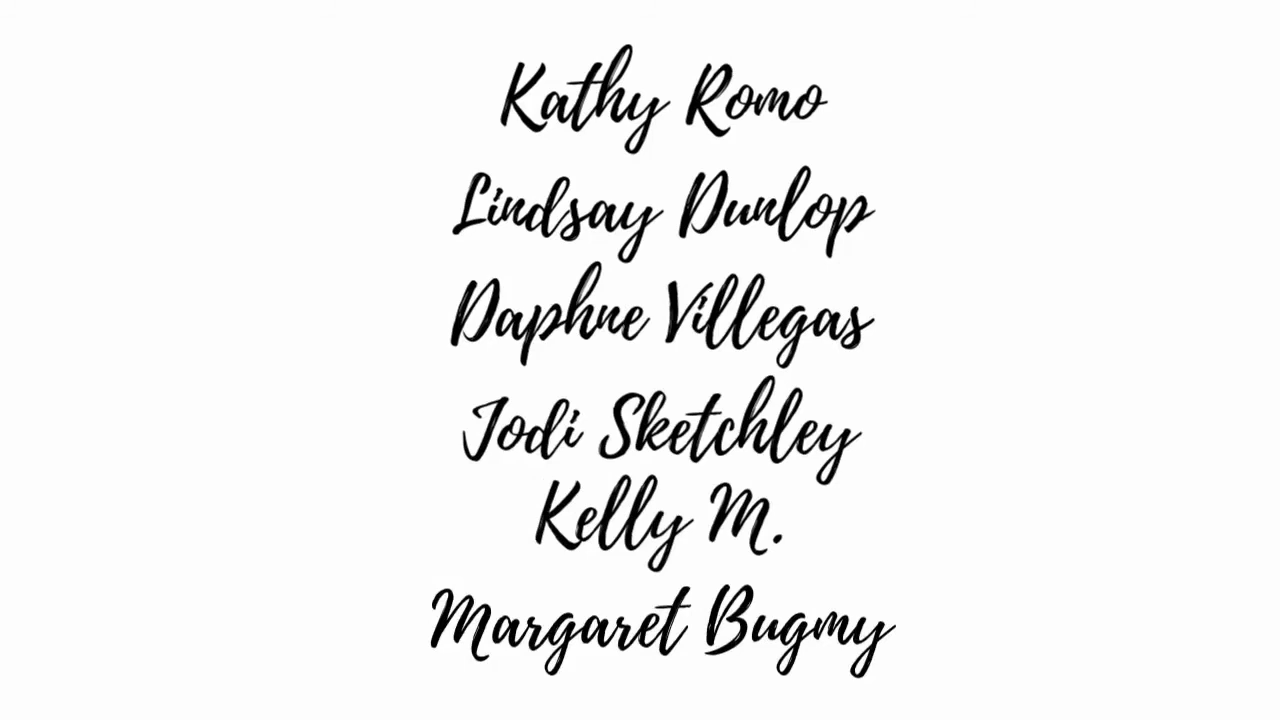 Kathy Romo
Lindsay Dunlop
Daphne Villegas
Jodi Sketchley
Kelly M.
Margaret Bugmy